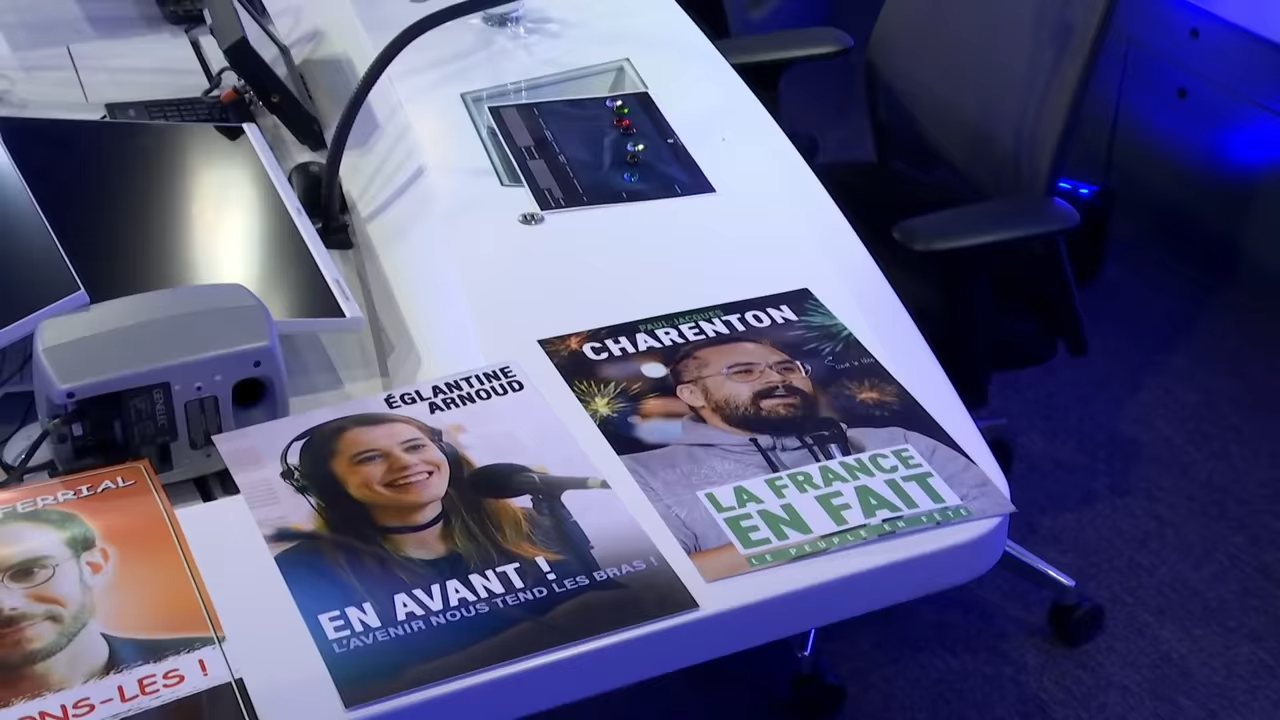 PAUL-JACQUES
CHARENTON
LA FRANCE
EN FAIT
LE PEUPLE EN FÊTE
ÉGLANTINE
ARNOUD
EN AVANT !
L'AVENIR NOUS TEND LES BRAS !
FERRIAL
ONS-LES !
GENELEC